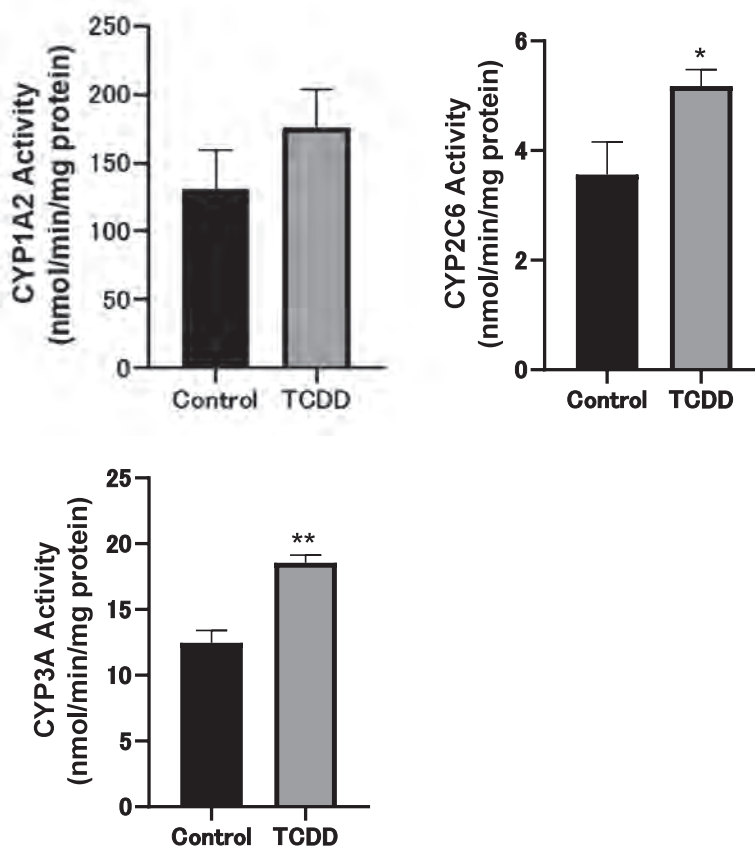 CYP1A2 Activity
(nmol/min/mg protein)
250
200
150
100
50
0
Control TCDD
CYP2C6 Activity
(nmol/min/mg protein)
6
4
2
0
*
Control TCDD
CYP3A Activity
(nmol/min/mg protein)
25
20
15
10
5
0
**
Control TCDD